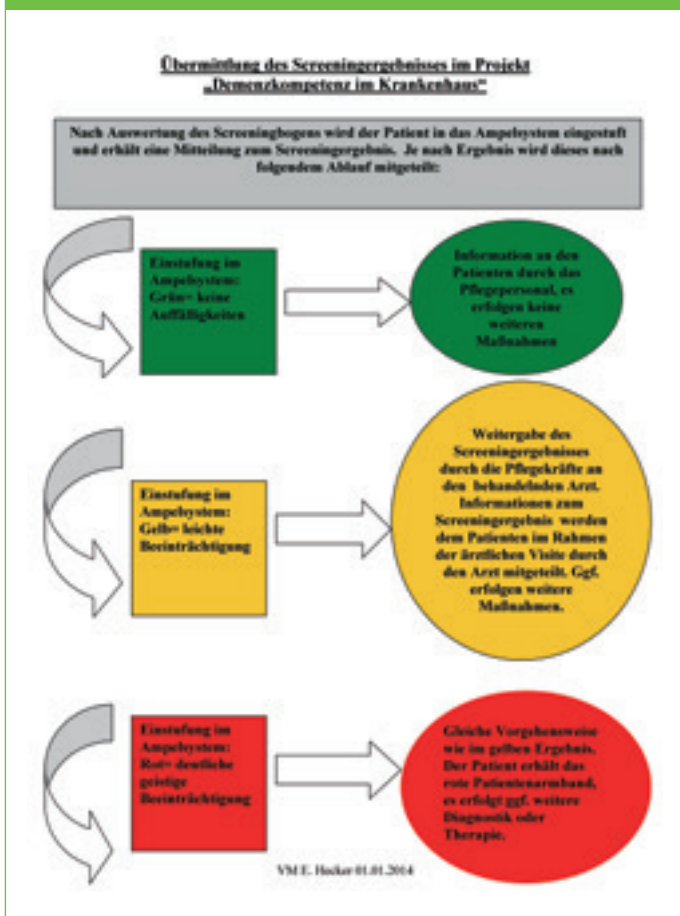 Übermittlung des Screeningergebnisses im Projekt
„Demenzkompetenz im Krankenhaus“
Nach Auswertung des Screeningbogens wird der Patient in das Ampelsystem eingestuft
und erhält eine Mitteilung zum Screeningergebnis. Je nach Ergebnis wird dieses nach
folgendem Ablauf mitgeteilt:
Einstufung im
Ampelsystem:
Grün= keine
Auffälligkeiten
Information an den
Patienten durch das
Pflegepersonal, es
erfolgen keine
weiteren
Maßnahmen
Einstufung im
Ampelsystem:
Gelb= leichte
Beeinträchtigung
Weitergabe des
Screeningergebnisses
durch die Pflegekräfte an
den behandelnden Arzt.
Informationen zum
Screeningergebnis werden
dem Patienten im Rahmen
der ärztlichen Visite durch
den Arzt mitgeteilt. Ggf.
erfolgen weitere
Maßnahmen.
Einstufung im
Ampelsystem:
Rot= deutliche
geistige
Beeinträchtigung
Gleiche Vorgehensweise
wie im gelben Ergebnis.
Der Patient erhält das
rote Patientenarmband,
es erfolgt ggf. weitere
Diagnostik oder
Therapie.
VM E. Hocker 01.01.2014